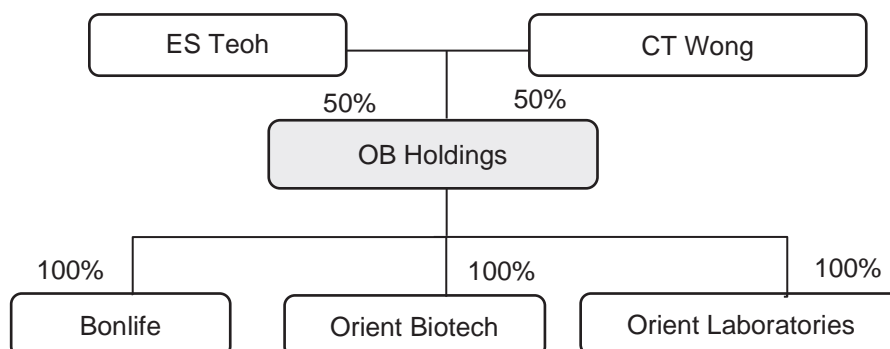 ES Teoh
CT Wong
50%
50%
OB Holdings
100%
100%
100%
Bonlife
Orient Biotech
Orient Laboratories